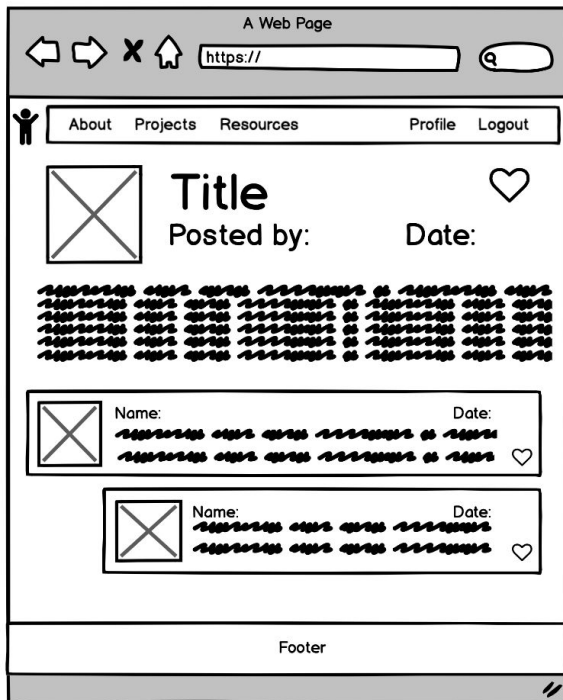 A Web Page
https://
About Projects Resources Profile Logout
Title
Posted by: Date:
Name: Date:
Name: Date:
Footer